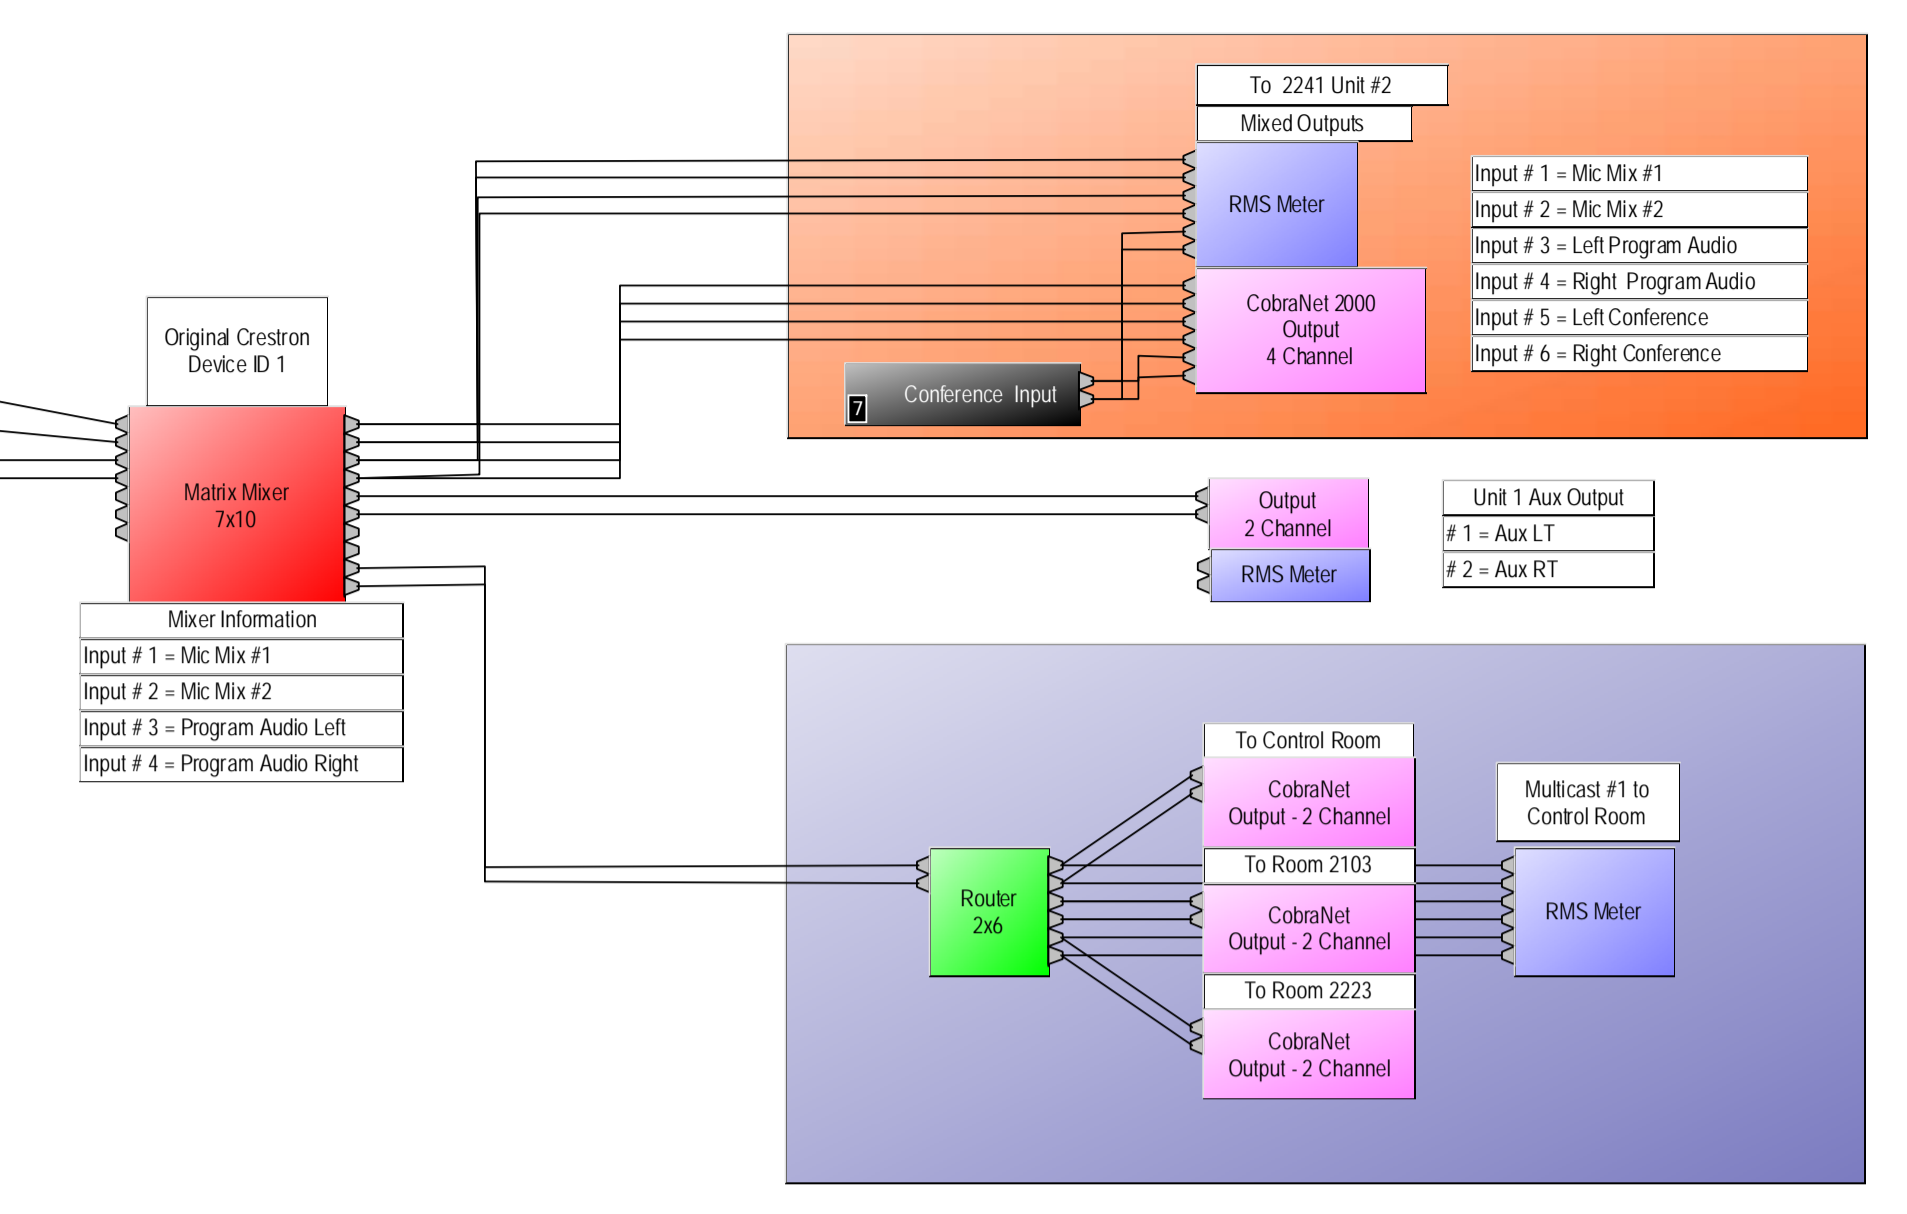 To 2241 Unit #2
Mixed Outputs
RMS Meter
Input # 1 = Mic Mix #1
Input # 2 = Mic Mix #2
Input # 3 = Left Program Audio
Input # 4 = Right Program Audio
Input # 5 = Left Conference
Input # 6 = Right Conference
CobraNet 2000
Output
4 Channel
Conference Input
7
Original Crestron
Device ID 1
Matrix Mixer
7x10
Mixer Information
Input # 1 = Mic Mix #1
Input # 2 = Mic Mix #2
Input # 3 = Program Audio Left
Input # 4 = Program Audio Right
Output
2 Channel
RMS Meter
Unit 1 Aux Output
# 1 = Aux LT
# 2 = Aux RT
To Control Room
CobraNet
Output - 2 Channel
To Room 2103
CobraNet
Output - 2 Channel
To Room 2223
CobraNet
Output - 2 Channel
Router
2x6
Multicast #1 to
Control Room
RMS Meter